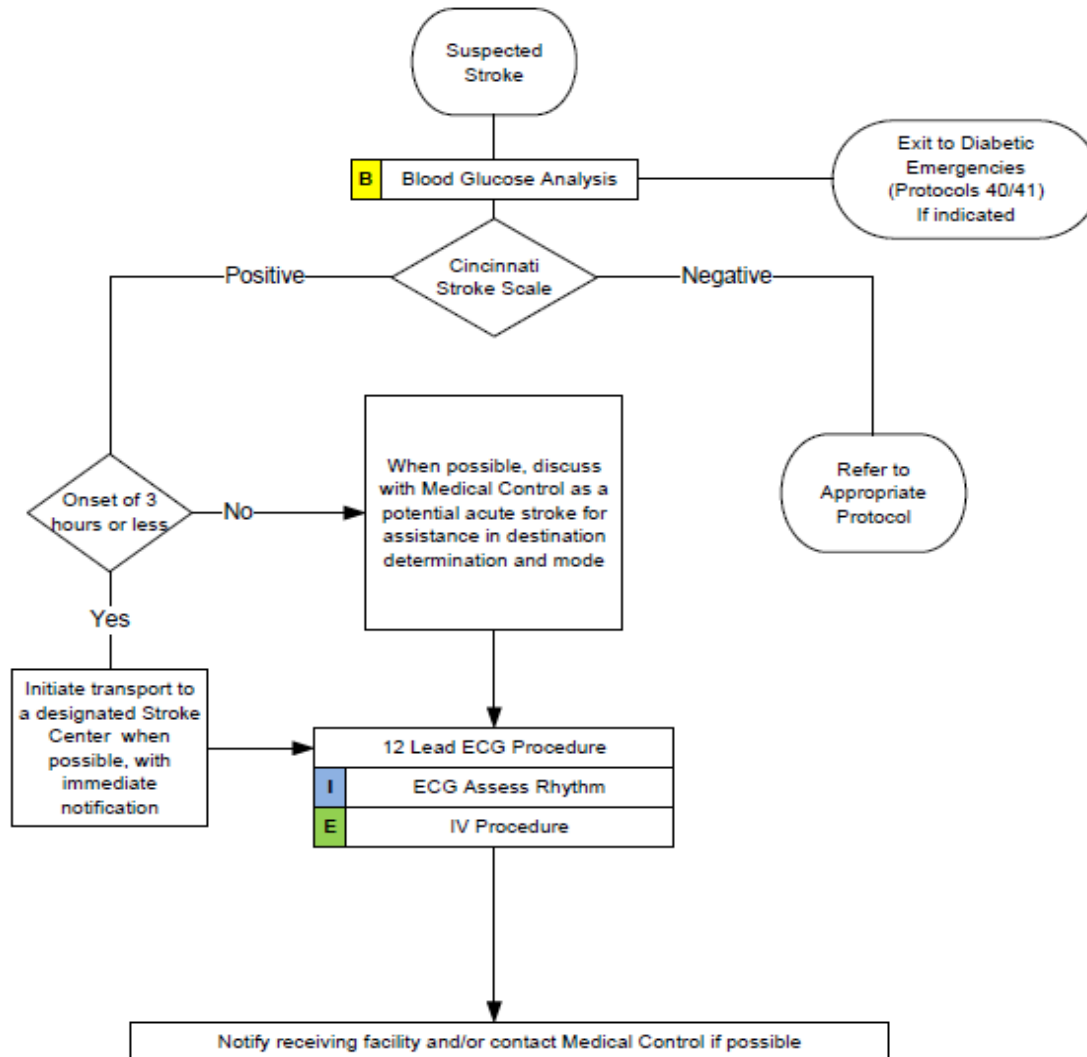 Suspected
Stroke
B Blood Glucose Analysis
Exit to Diabetic
Emergencies
(Protocols 40/41)
If indicated
Positive
Cincinnati
Stroke Scale
Negative
Onset of 3
hours or less
No
When possible, discuss
with Medical Control as a
potential acute stroke for
assistance in destination
determination and mode
Refer to
Appropriate
Protocol
Yes
Initiate transport to
a designated Stroke
Center when
possible, with
immediate
notification
12 Lead ECG Procedure
I ECG Assess Rhythm
E IV Procedure
Notify receiving facility and/or contact Medical Control if possible